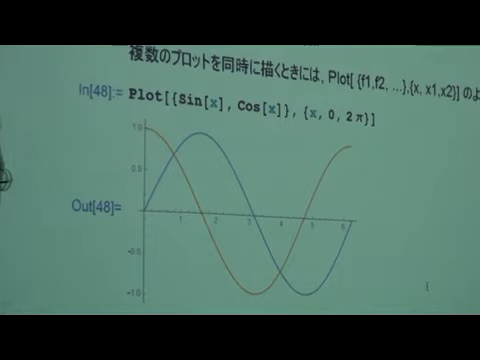 複数のプロットを同時に描くときには, Plot[ {f1,f2, ...},{x, x1,x2}] のよ
In[48]:= Plot[{Sin[x], Cos[x]}, {x, 0, 2 π}]
1.0
0.5
Out[48]=
1 2 3 4 5 6
-0.5
-1.0